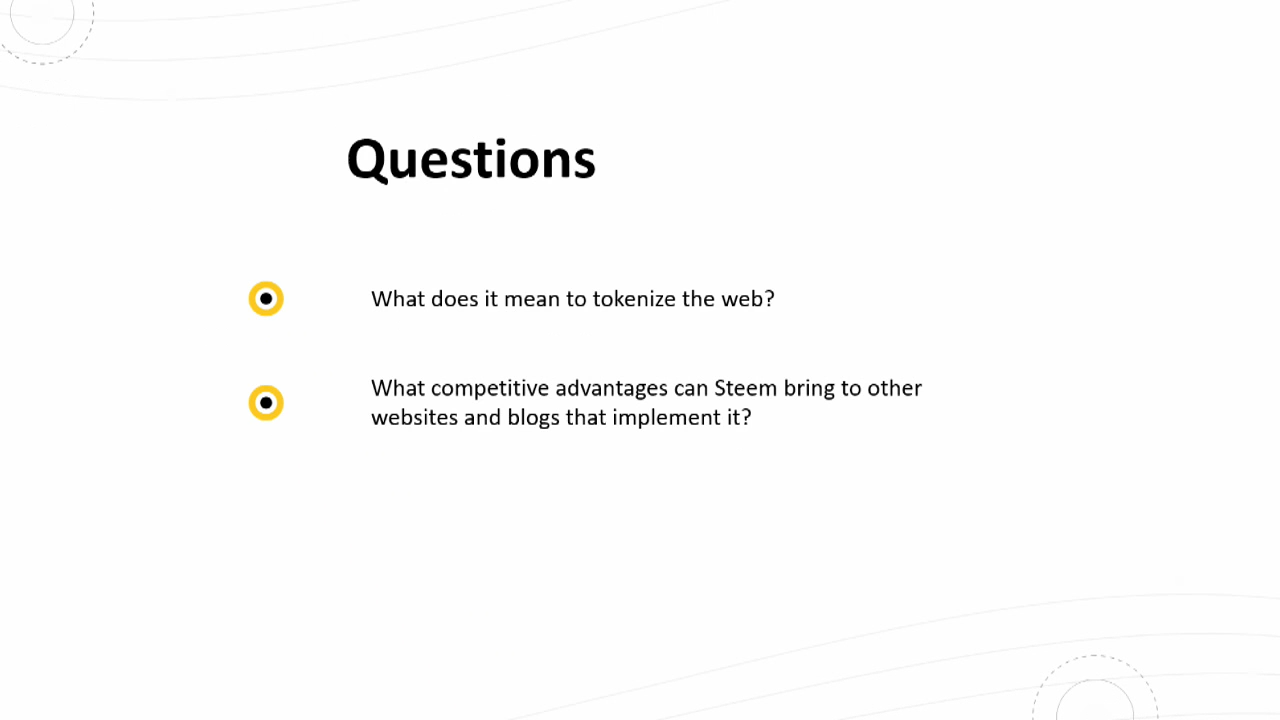 Questions
What does it mean to tokenize the web?
What competitive advantages can Steem bring to other
websites and blogs that implement it?